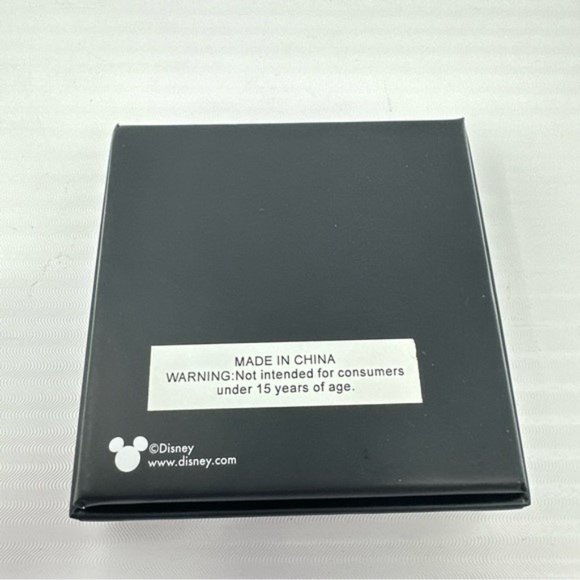 MADE IN CHINA
WARNING:Not intended for consumers
under 15 years of age.
©Disney
www.disney.com